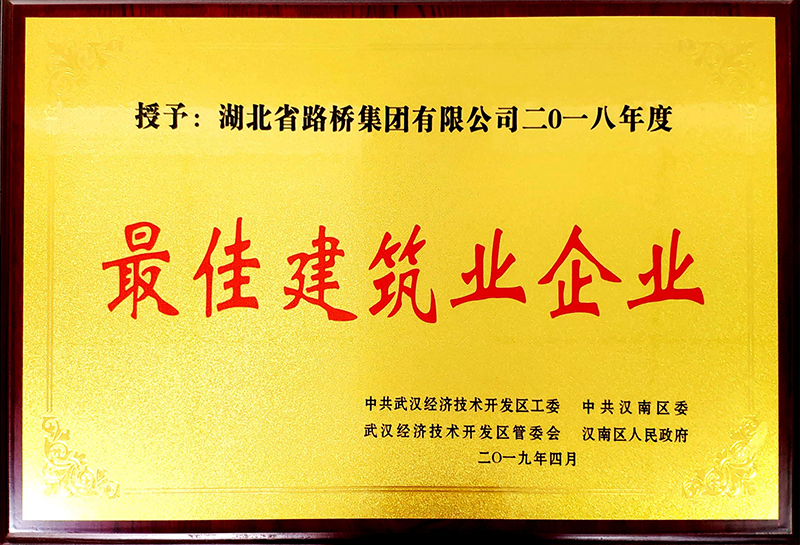 授予：湖北省路桥集团有限公司二〇一八年度
最佳建筑业企业
中共武汉经济技术开发区工委 中共汉南区委
武汉经济技术开发区管委会 汉南区人民政府
二〇一九年四月